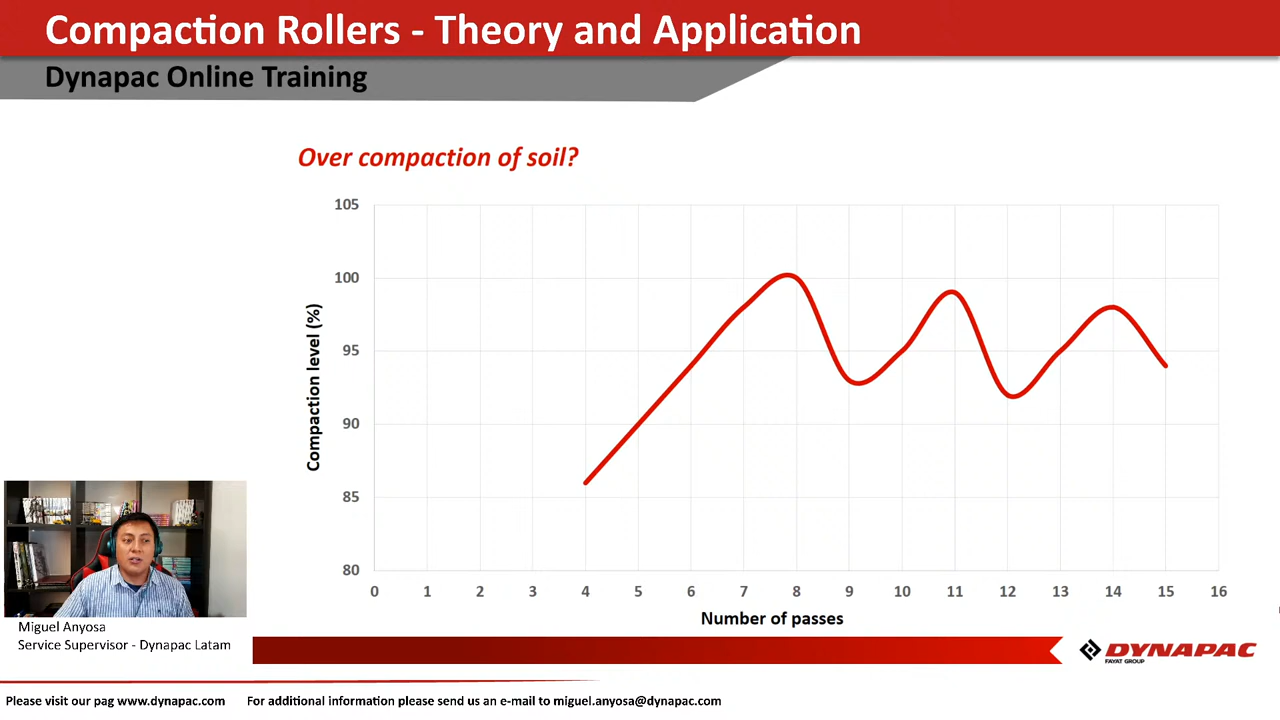 Compaction Rollers - Theory and Application
Dynapac Online Training
Over compaction of soil?
105
100
95
90
85
80
Compaction level (%)
0 1 2 3 4 5 6 7 8 9 10 11 12 13 14 15 16
Number of passes
Miguel Anyosa
Service Supervisor - Dynapac Latam
DYNAPAC
FAYAT GROUP
Please visit our pag www.dynapac.com For additional information please send us an e-mail to miguel.anyosa@dynapac.com